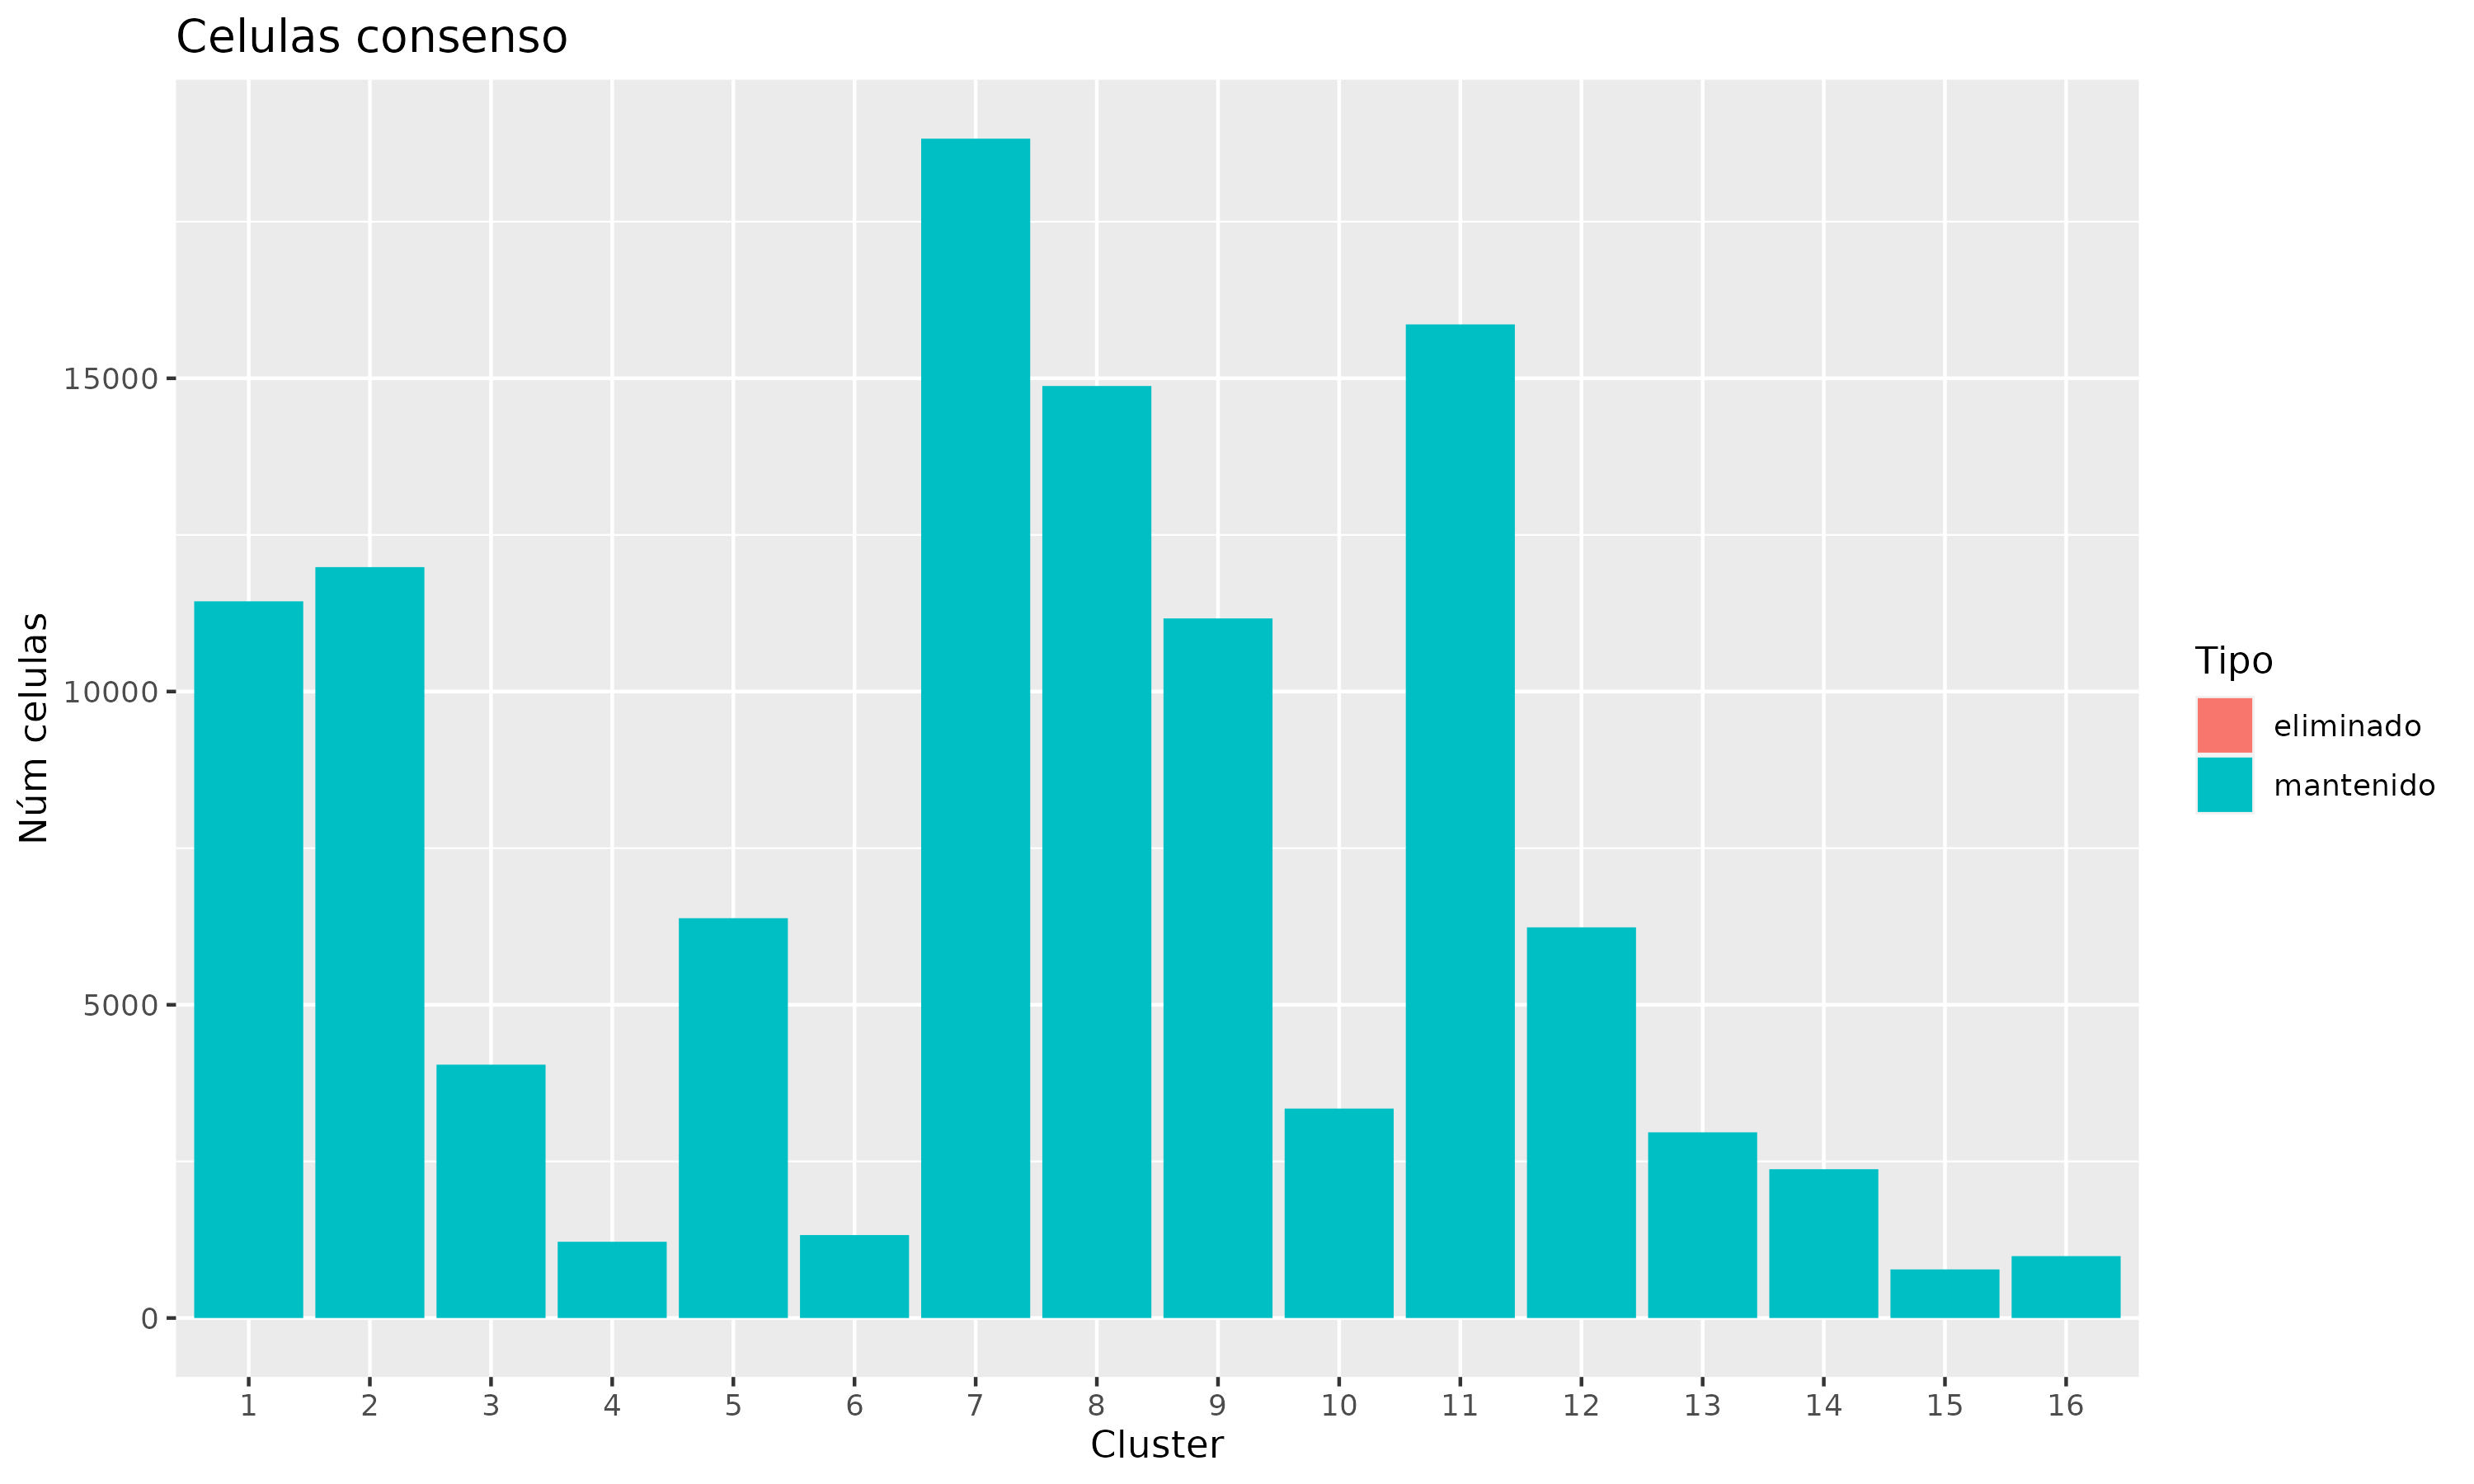 Celulas consenso
Núm celulas
15000
10000
5000
0
1 2 3 4 5 6 7 8 9 10 11 12 13 14 15 16
Cluster
Tipo
eliminado
mantenido